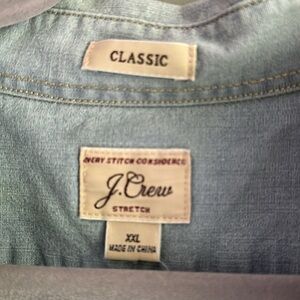 CLASSIC
EVERY STITCH CONSIDERED
J.Crew
STRETCH
XXL
MADE IN CHINA